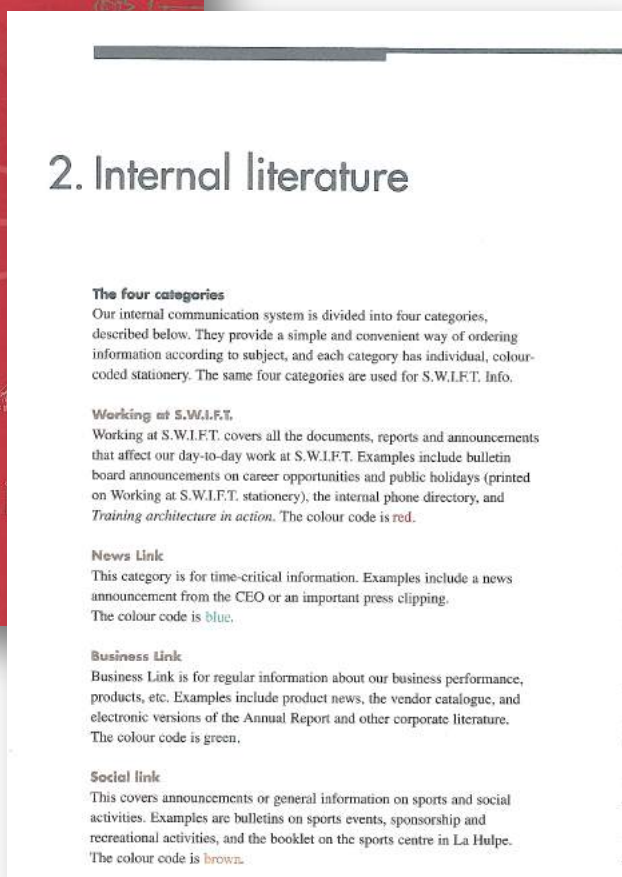 2. Internal literature
The four categories
Our internal communication system is divided into four categories,
described below. They provide a simple and convenient way of ordering
information according to subject, and each category has individual, colour-
coded stationery. The same four categories are used for S.W.I.F.T. Info.
Working at S.W.I.F.T.
Working at S.W.I.F.T. covers all the documents, reports and announcements
that affect our day-to-day work at S.W.I.F.T. Examples include bulletin
board announcements on career opportunities and public holidays (printed
on Working at S.W.I.F.T. stationery), the internal phone directory, and
Training architecture in action. The colour code is red.
News Link
This category is for time-critical information. Examples include a news
announcement from the CEO or an important press clipping.
The colour code is blue.
Business Link
Business Link is for regular information about our business performance,
products, etc. Examples include product news, the vendor catalogue, and
electronic versions of the Annual Report and other corporate literature.
The colour code is green.
Social link
This covers announcements or general information on sports and social
activities. Examples are bulletins on sports events, sponsorship and
recreational activities, and the booklet on the sports centre in La Hulpe.
The colour code is brown.